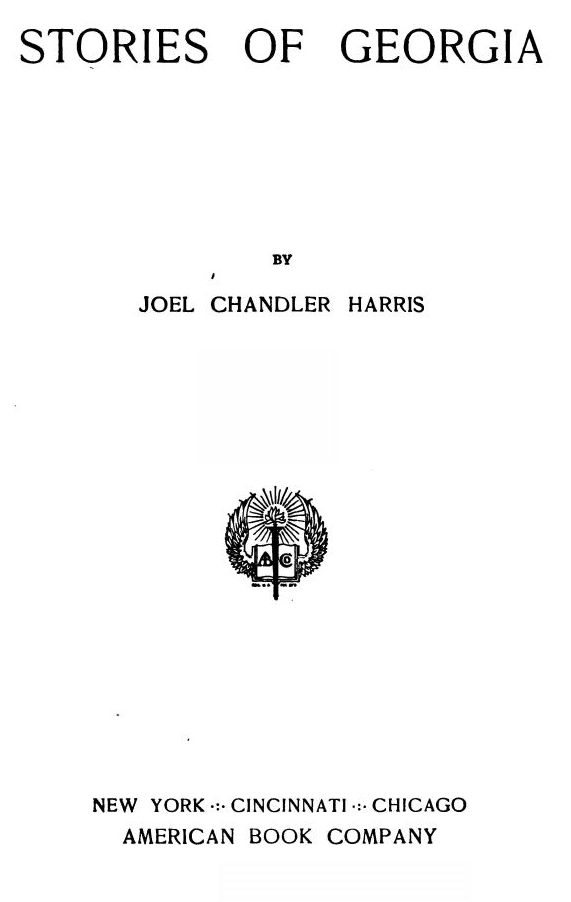 STORIES OF GEORGIA
BY
JOEL CHANDLER HARRIS
NEW YORK ·:· CINCINNATI ·:· CHICAGO
AMERICAN BOOK COMPANY